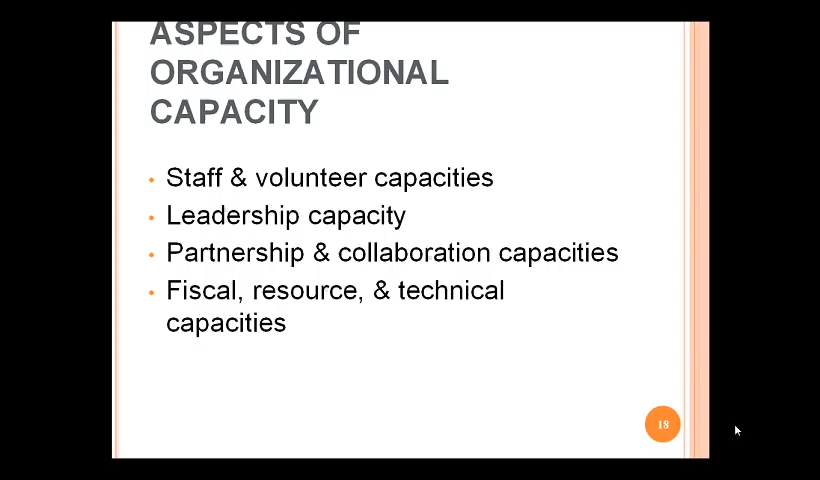 ASPECTS OF
ORGANIZATIONAL
CAPACITY
• Staff & volunteer capacities
• Leadership capacity
• Partnership & collaboration capacities
• Fiscal, resource, & technical
capacities
18